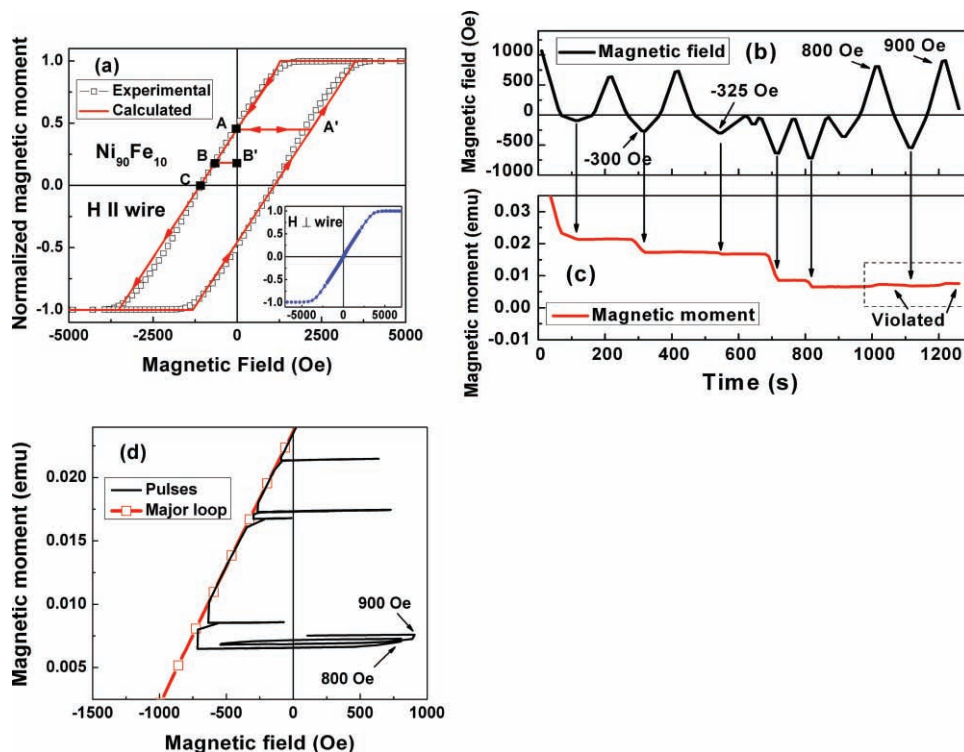 (a)
Experimental
Calculated
A
A'
B
B'
C
Ni90Fe10
H II wire
H ⊥ wire
1.0
0.5
0.0
-0.5
-1.0
-5000 0 5000
1.0
0.5
0.0
-0.5
-1.0
-5000 -2500 0 2500 5000
Normalized magnetic moment
Magnetic Field (Oe)
(b)
Magnetic field
800 Oe
900 Oe
-325 Oe
-300 Oe
1000
500
0
-500
-1000
Magnetic field (Oe)
(c)
Magnetic moment
Violated
0.03
0.02
0.01
0.00
-0.01
Magnetic moment (emu)
0 200 400 600 800 1000 1200
Time (s)
(d)
Pulses
Major loop
900 Oe
800 Oe
0.020
0.015
0.010
0.005
Magnetic moment (emu)
-1500 -1000 -500 0 500 1000
Magnetic field (Oe)